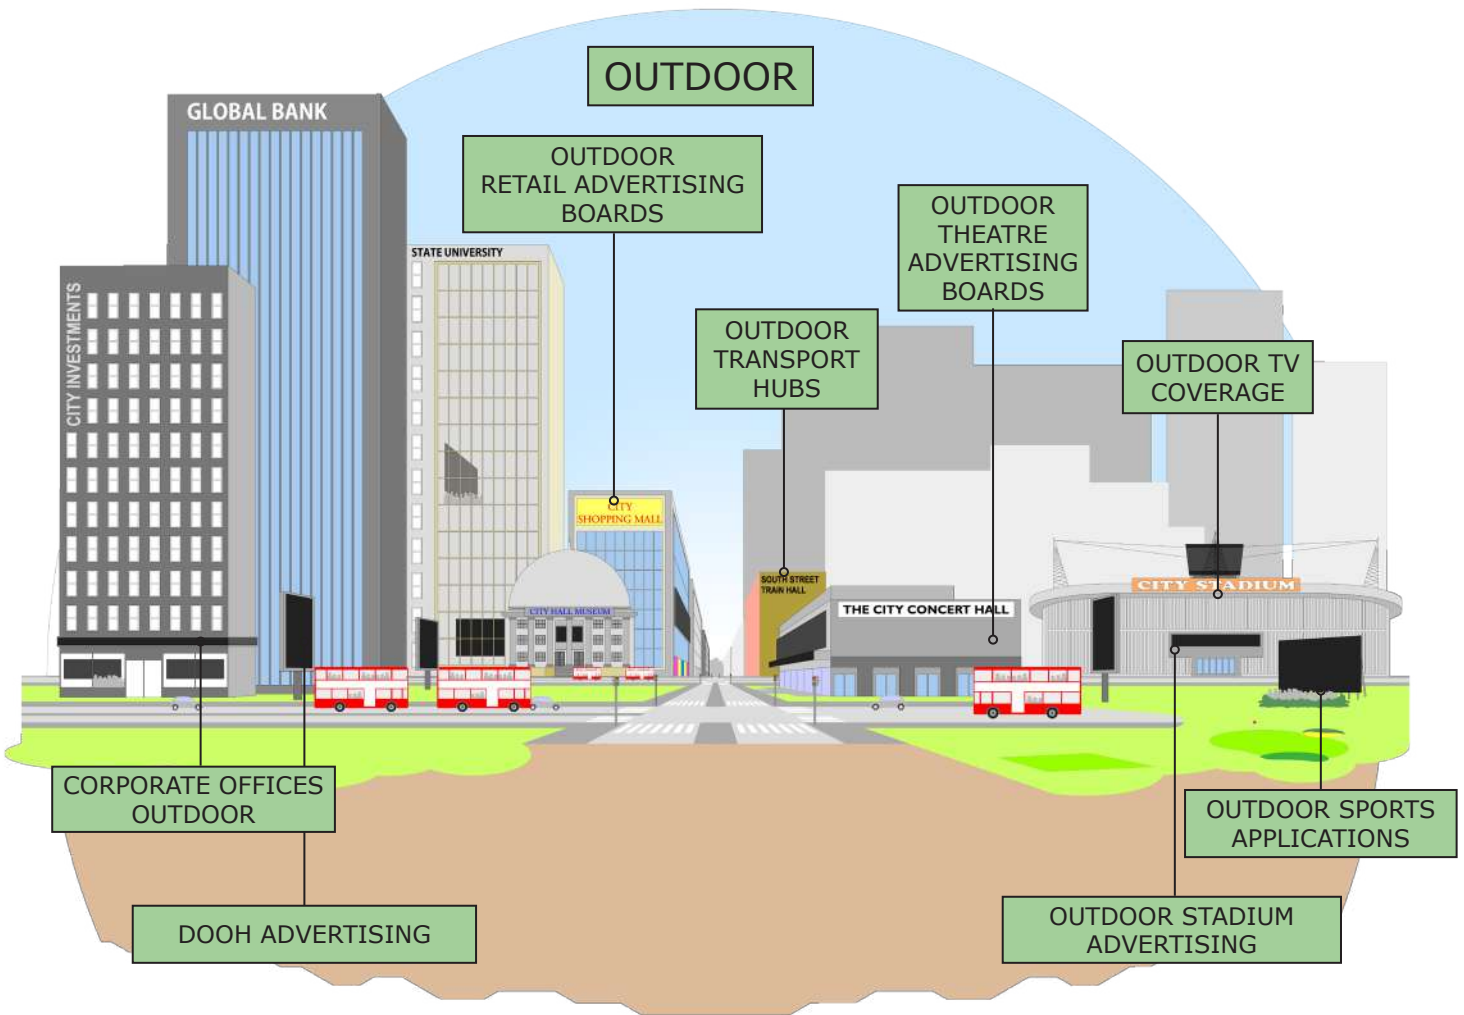 OUTDOOR
GLOBAL BANK
OUTDOOR
RETAIL ADVERTISING
BOARDS
OUTDOOR
THEATRE
ADVERTISING
BOARDS
STATE UNIVERSITY
CITY INVESTMENTS
OUTDOOR
TRANSPORT
HUBS
OUTDOOR TV
COVERAGE
CITY
SHOPPING MALL
SOUTH STREET
TRAIN HALL
CITY STADIUM
CITY HALL MUSEUM
THE CITY CONCERT HALL
CORPORATE OFFICES
OUTDOOR
OUTDOOR SPORTS
APPLICATIONS
DOOH ADVERTISING
OUTDOOR STADIUM
ADVERTISING